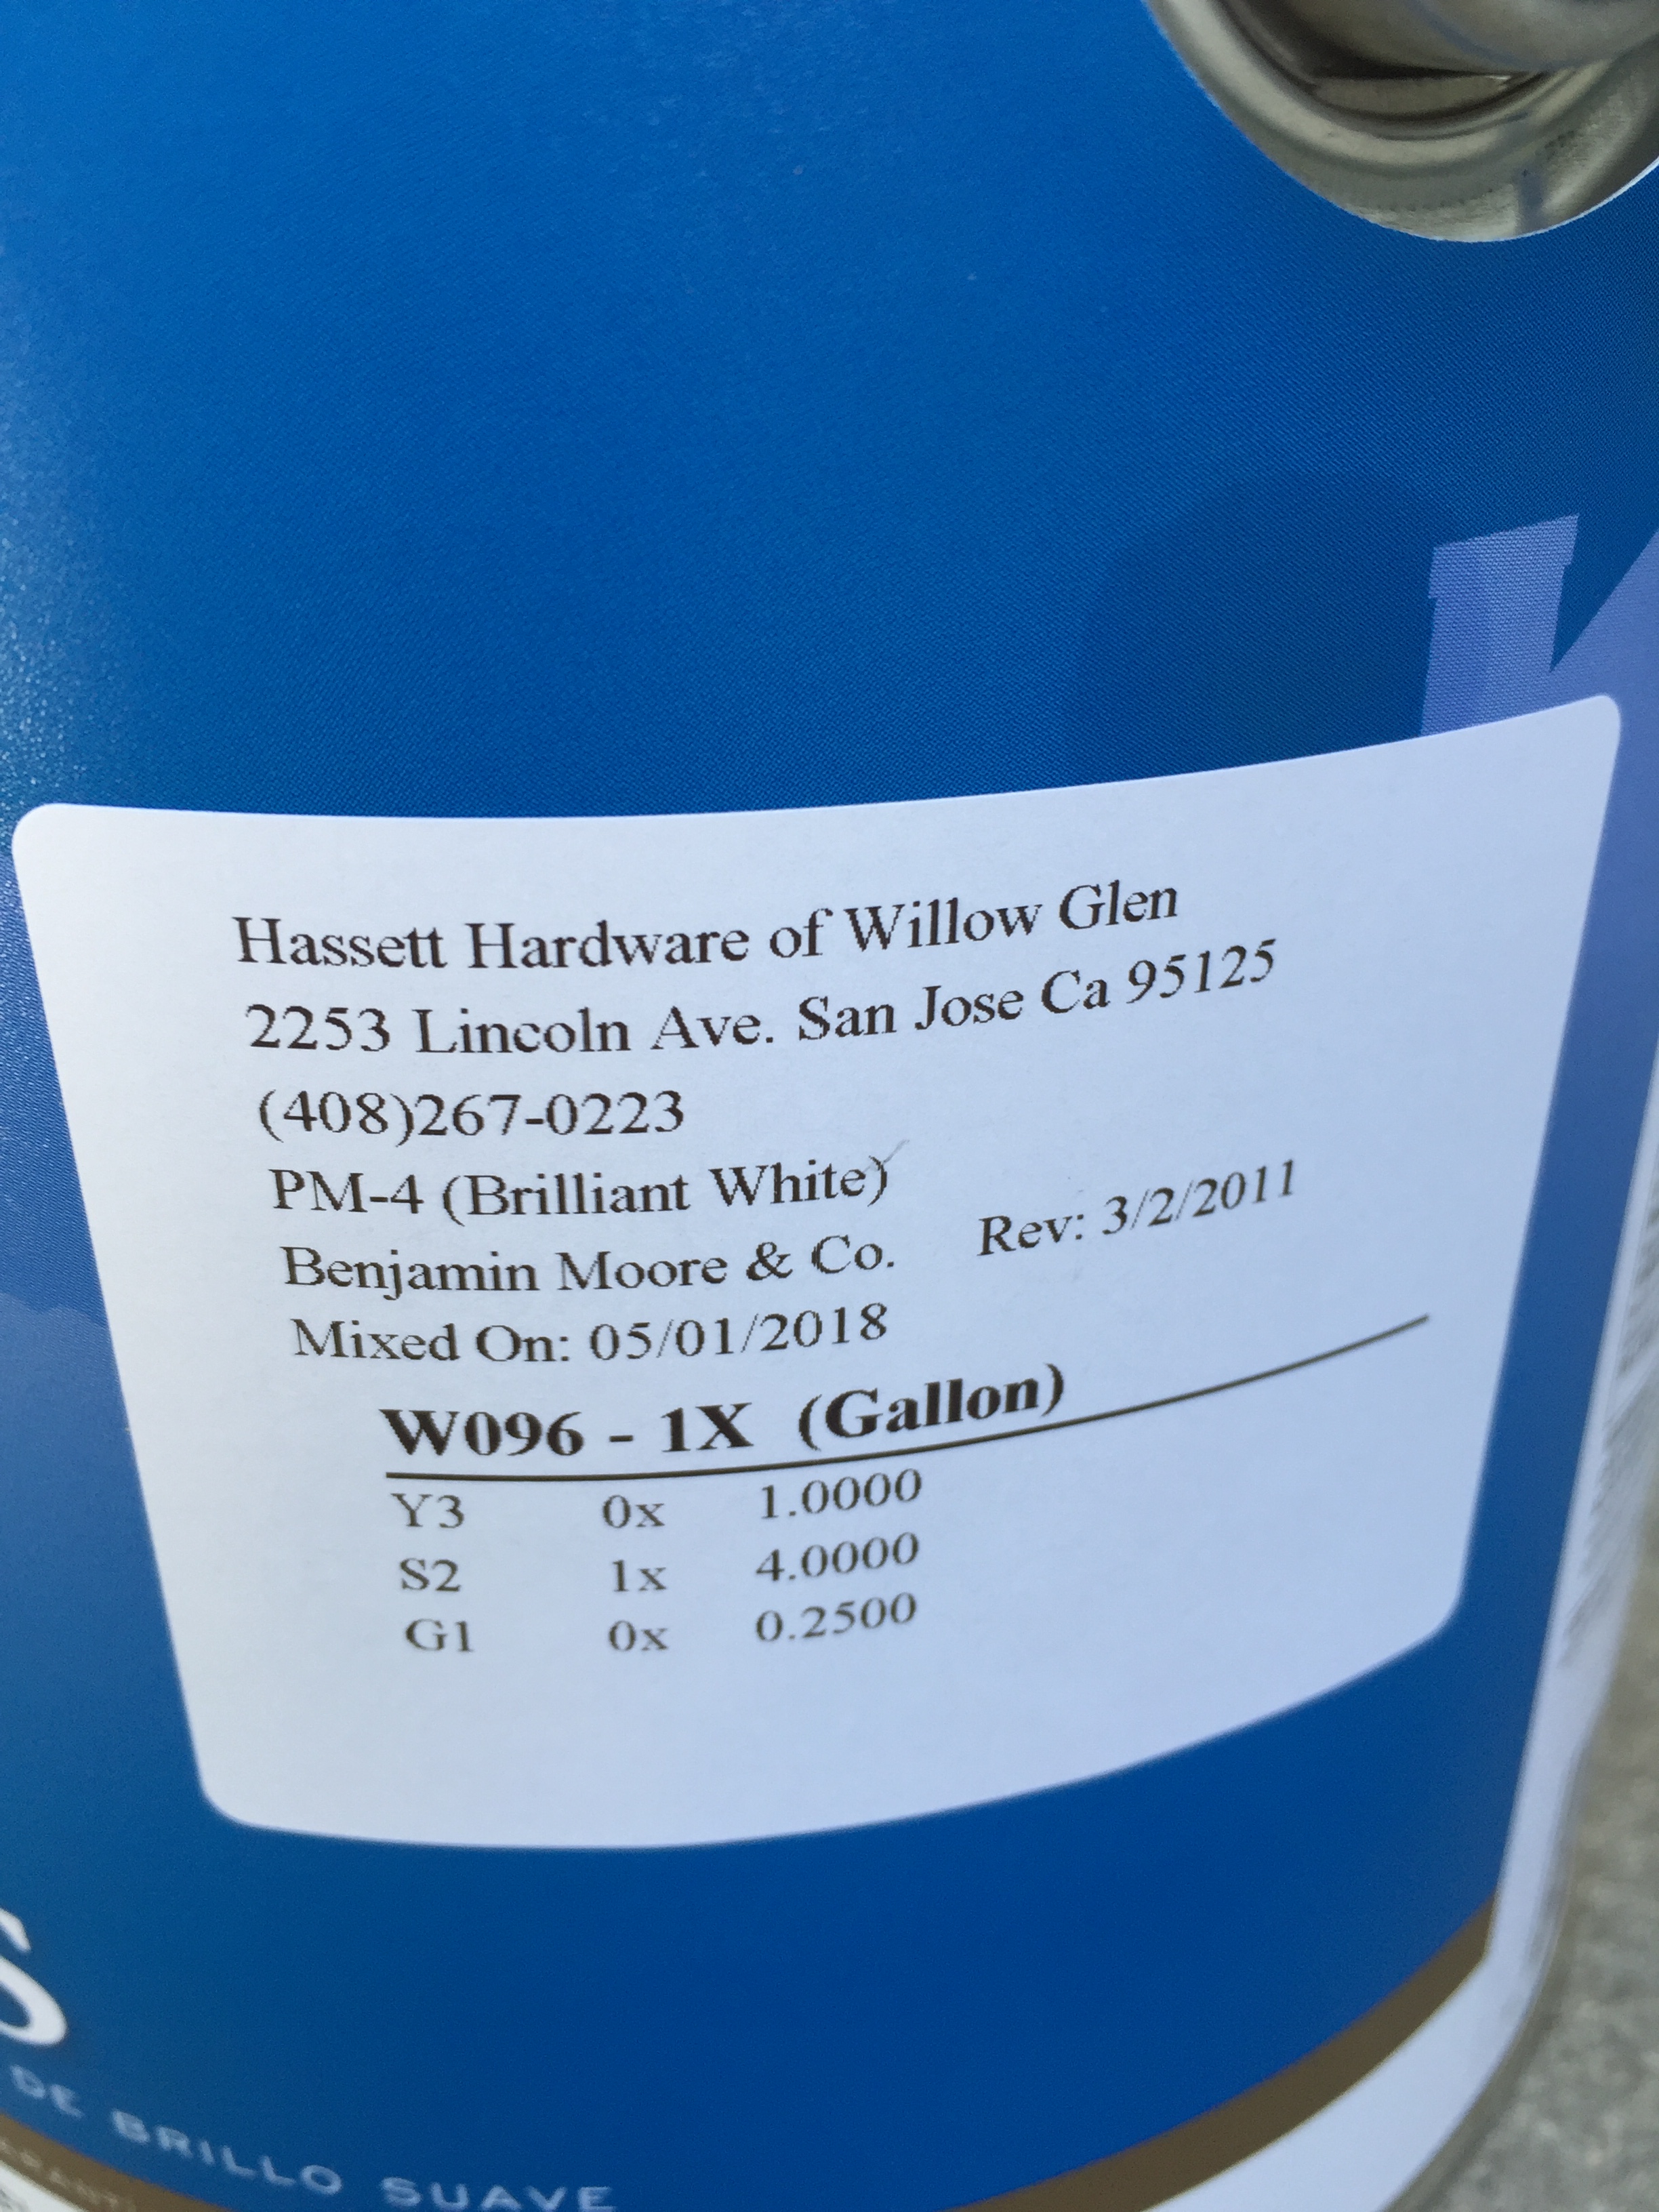 Hassett Hardware of Willow Glen
2253 Lincoln Ave. San Jose Ca 95125
(408)267-0223
PM-4 (Brilliant White)
Benjamin Moore & Co. Rev: 3/2/2011
Mixed On: 05/01/2018
W096 - 1X (Gallon)
Y3 0x 1.0000
S2 1x 4.0000
G1 0x 0.2500
S
DE BRILLO SUAVE